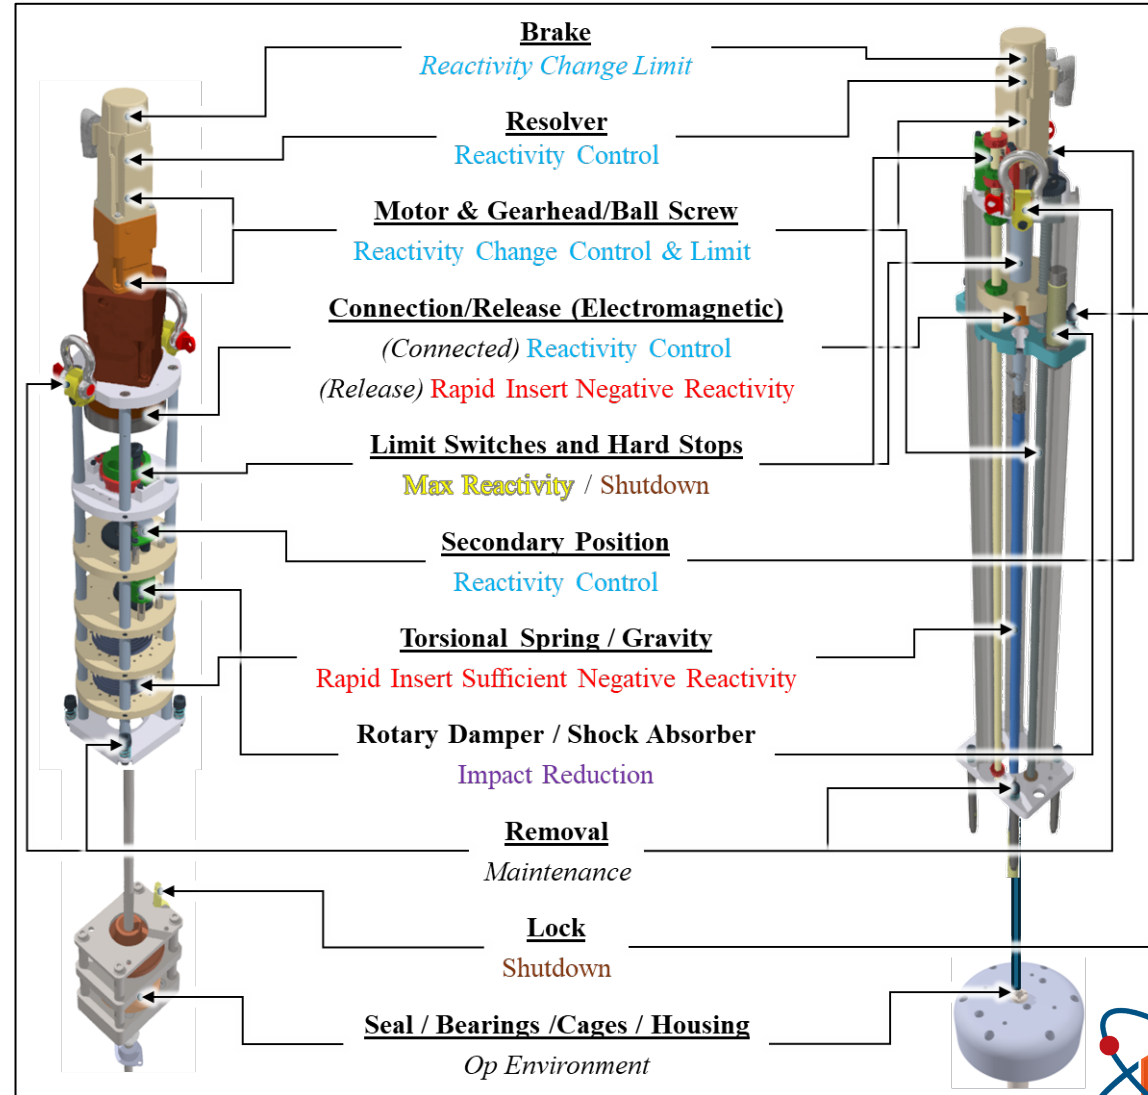 Brake
Reactivity Change Limit
Resolver
Reactivity Control
Motor & Gearhead/Ball Screw
Reactivity Change Control & Limit
Connection/Release (Electromagnetic)
(Connected) Reactivity Control
(Release) Rapid Insert Negative Reactivity
Limit Switches and Hard Stops
Max Reactivity / Shutdown
Secondary Position
Reactivity Control
Torsional Spring / Gravity
Rapid Insert Sufficient Negative Reactivity
Rotary Damper / Shock Absorber
Impact Reduction
Removal
Maintenance
Lock
Shutdown
Seal / Bearings /Cages / Housing
Op Environment